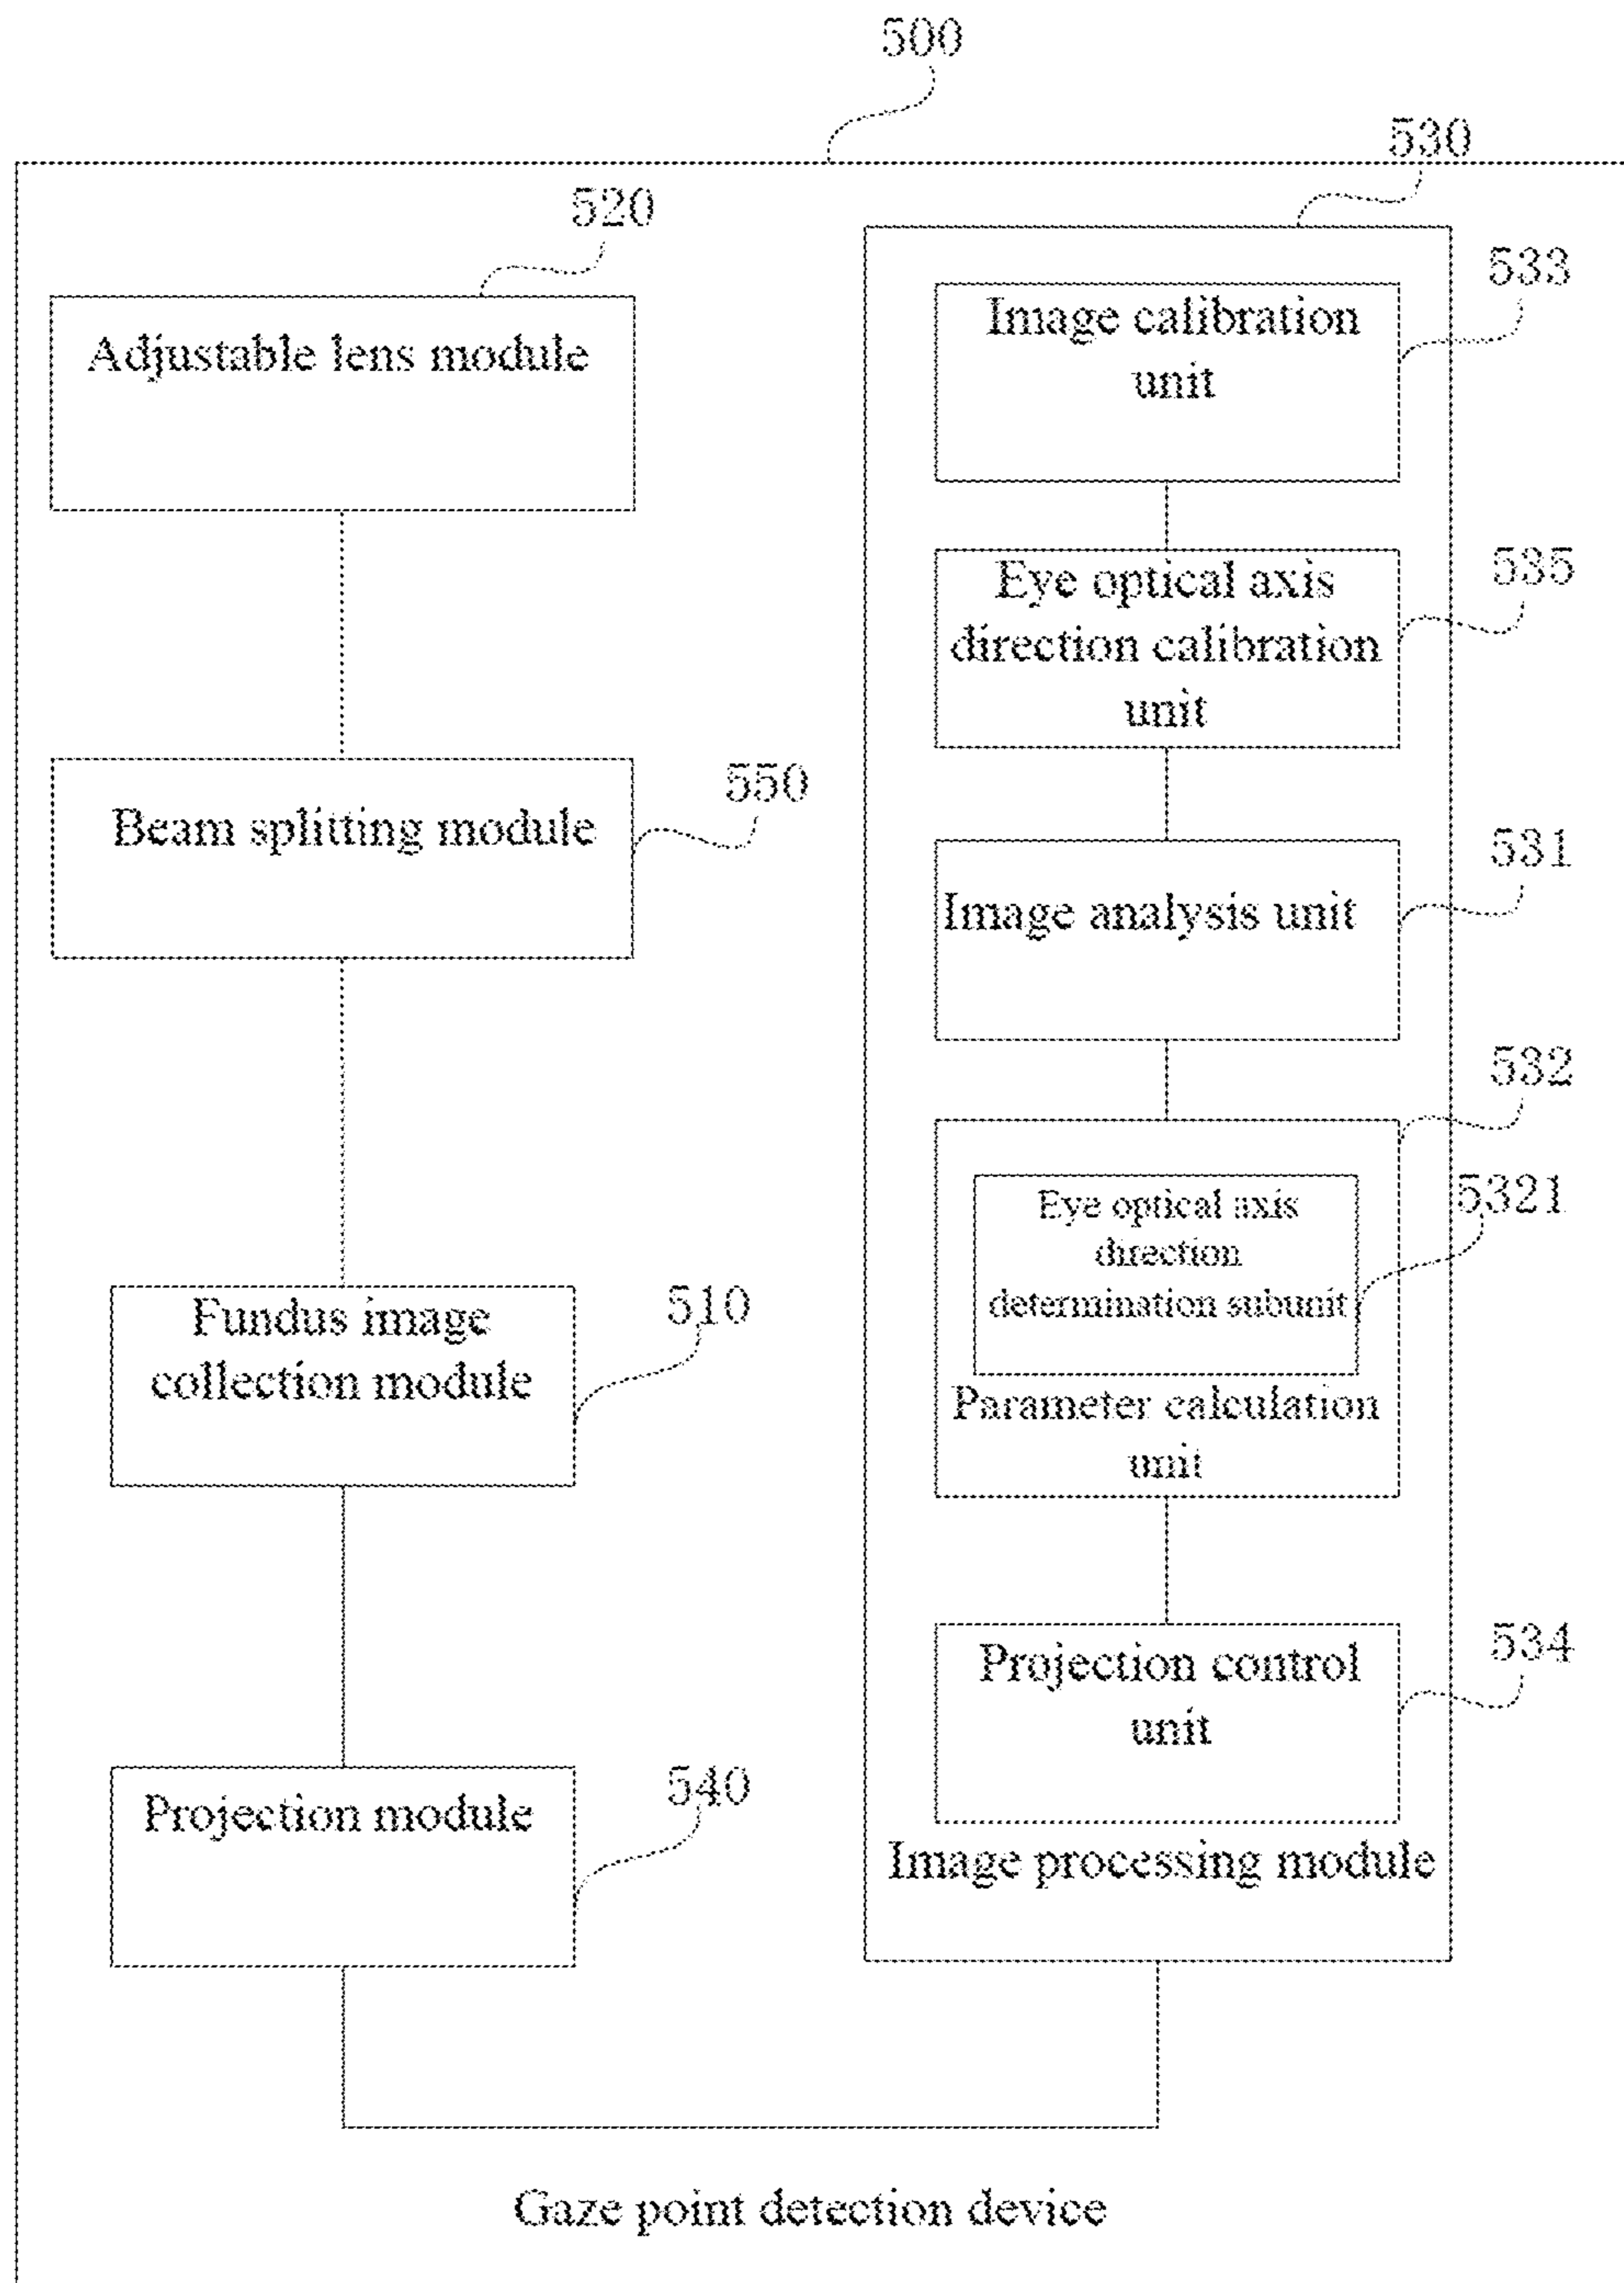 500
530
520
533
Adjustable lens module
Image calibration
unit
535
Eye optical axis
direction calibration
unit
550
Beam splitting module
531
Image analysis unit
532
5321
Eye optical axis
direction
determination subunit
Parameter calculation
unit
510
Fundus image
collection module
534
Projection control
unit
540
Projection module
Image processing module
Gaze point detection device